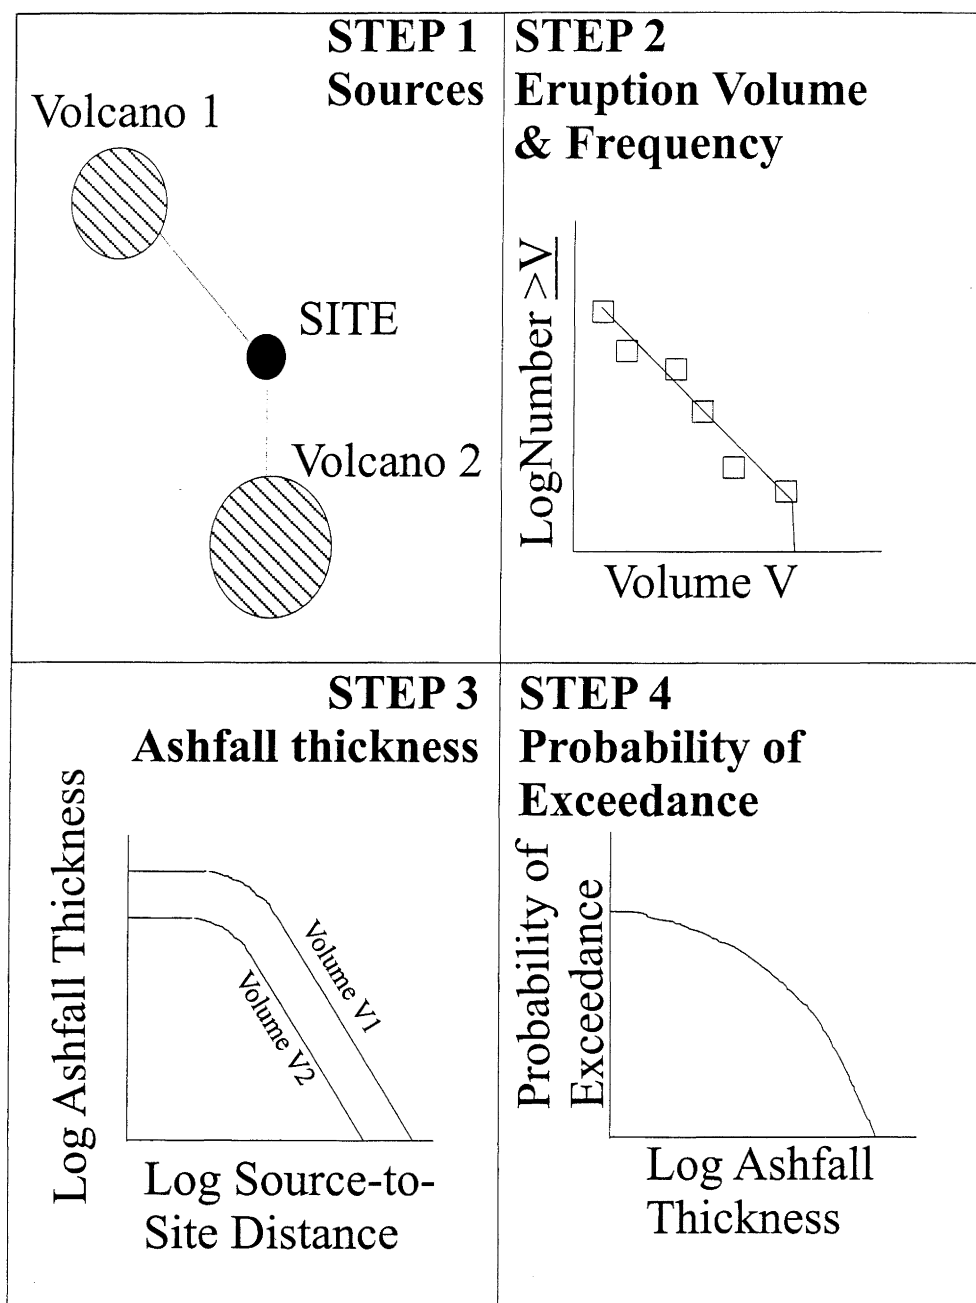 STEP 1
Sources
Volcano 1
SITE
Volcano 2
STEP 2
Eruption Volume
& Frequency
LogNumber >V
Volume V
STEP 3
Ashfall thickness
Log Ashfall Thickness
Volume V1
Volume V2
Log Source-to-
Site Distance
STEP 4
Probability of
Exceedance
Probability of
Exceedance
Log Ashfall
Thickness